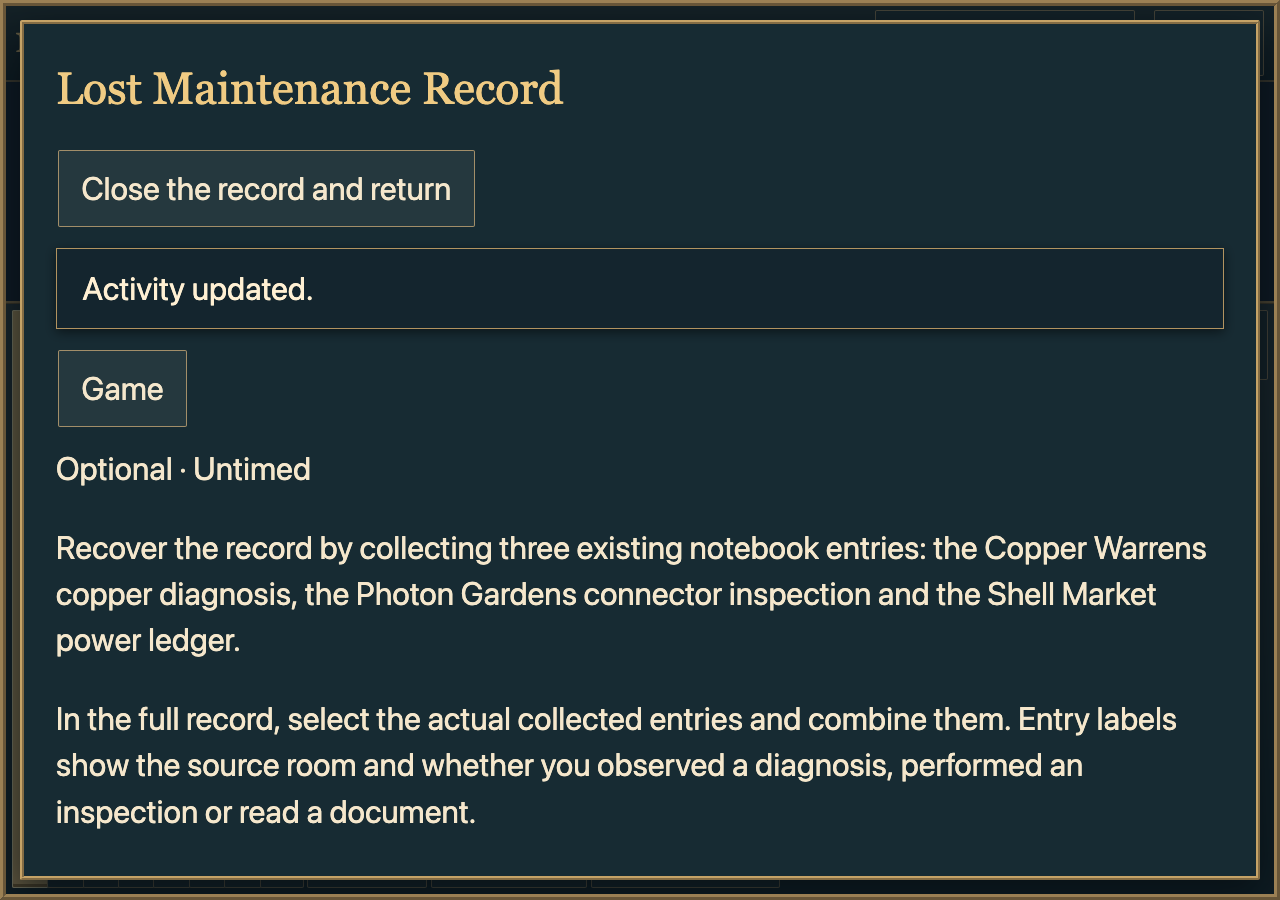 Lost Maintenance Record
Close the record and return
Activity updated.
Game
Optional · Untimed
Recover the record by collecting three existing notebook entries: the Copper Warrens
copper diagnosis, the Photon Gardens connector inspection and the Shell Market
power ledger.
In the full record, select the actual collected entries and combine them. Entry labels
show the source room and whether you observed a diagnosis, performed an
inspection or read a document.